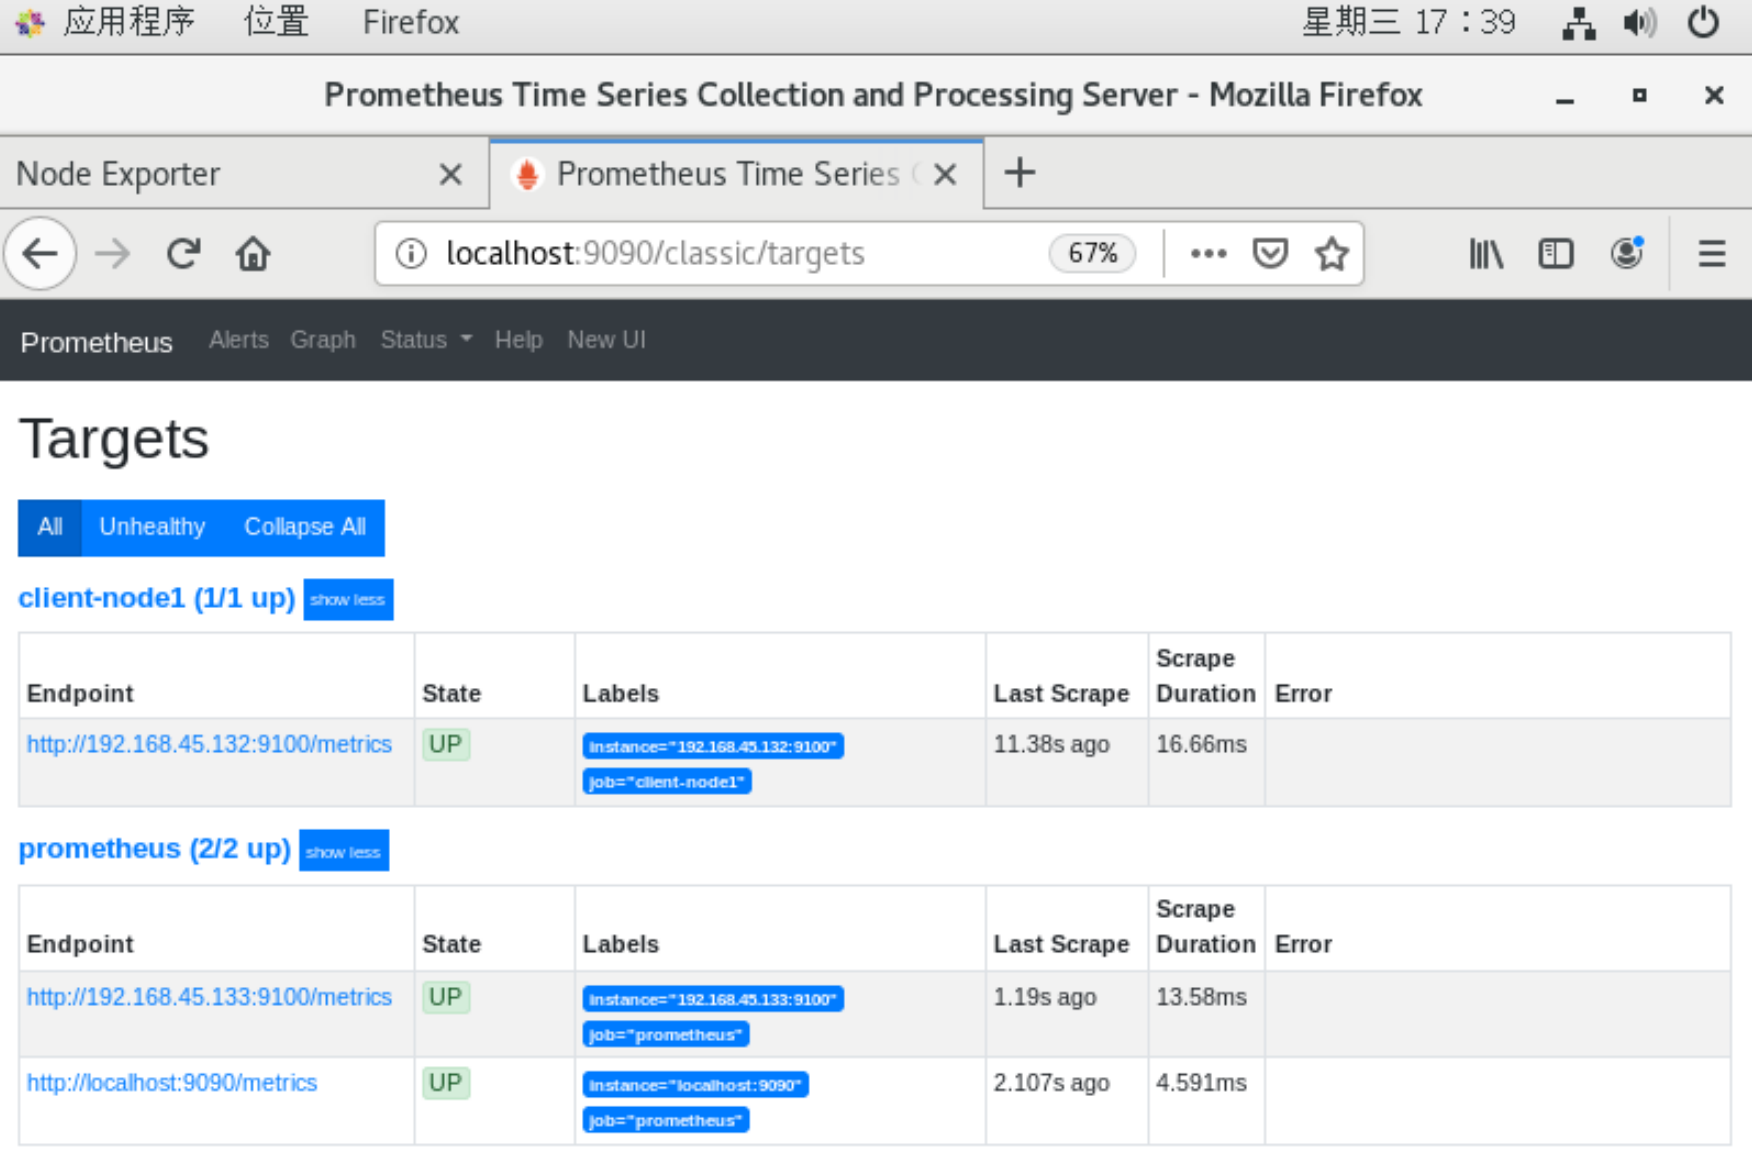 应用程序 位置 Firefox 星期三 17：39
Prometheus Time Series Collection and Processing Server - Mozilla Firefox
Node Exporter Prometheus Time Series
localhost:9090/classic/targets 67%
Prometheus Alerts Graph Status Help New UI
Targets
All Unhealthy Collapse All
client-node1 (1/1 up) show less
Endpoint State Labels Last Scrape Scrape Duration Error
http://192.168.45.132:9100/metrics UP instance="192.168.45.132:9100" 11.38s ago 16.66ms
job="client-node1"
prometheus (2/2 up) show less
Endpoint State Labels Last Scrape Scrape Duration Error
http://192.168.45.133:9100/metrics UP instance="192.168.45.133:9100" 1.19s ago 13.58ms
job="prometheus"
http://localhost:9090/metrics UP instance="localhost:9090" 2.107s ago 4.591ms
job="prometheus"